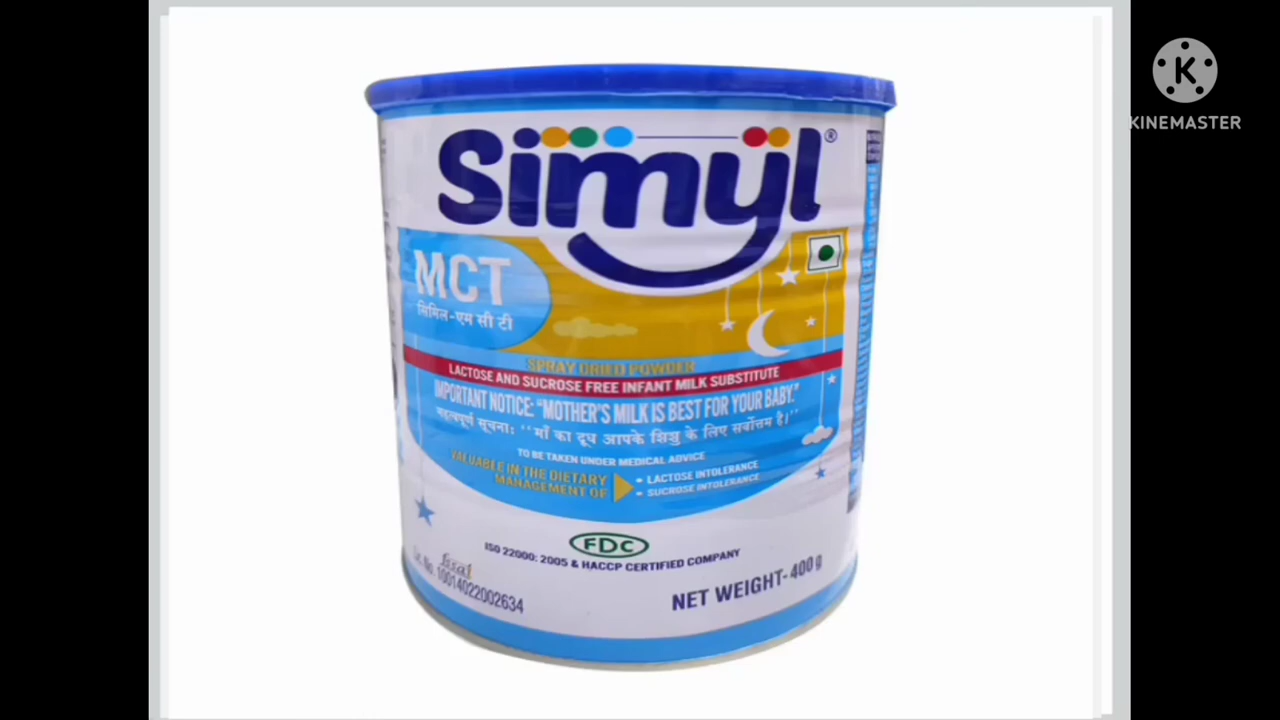 Simyl®
MCT
सिमिल-एम सी टी
SPRAY DRIED POWDER
LACTOSE AND SUCROSE FREE INFANT MILK SUBSTITUTE
IMPORTANT NOTICE: "MOTHER'S MILK IS BEST FOR YOUR BABY."
महत्वपूर्ण सूचना: ''माँ का दूध आपके शिशु के लिए सर्वोत्तम है।''
TO BE TAKEN UNDER MEDICAL ADVICE
VALUABLE IN THE DIETARY
MANAGEMENT OF
• LACTOSE INTOLERANCE
• SUCROSE INTOLERANCE
FDC
ISO 22000: 2005 & HACCP CERTIFIED COMPANY
fssai
Lic. No. 10014022002634
NET WEIGHT- 400 g
K
KINEMASTER